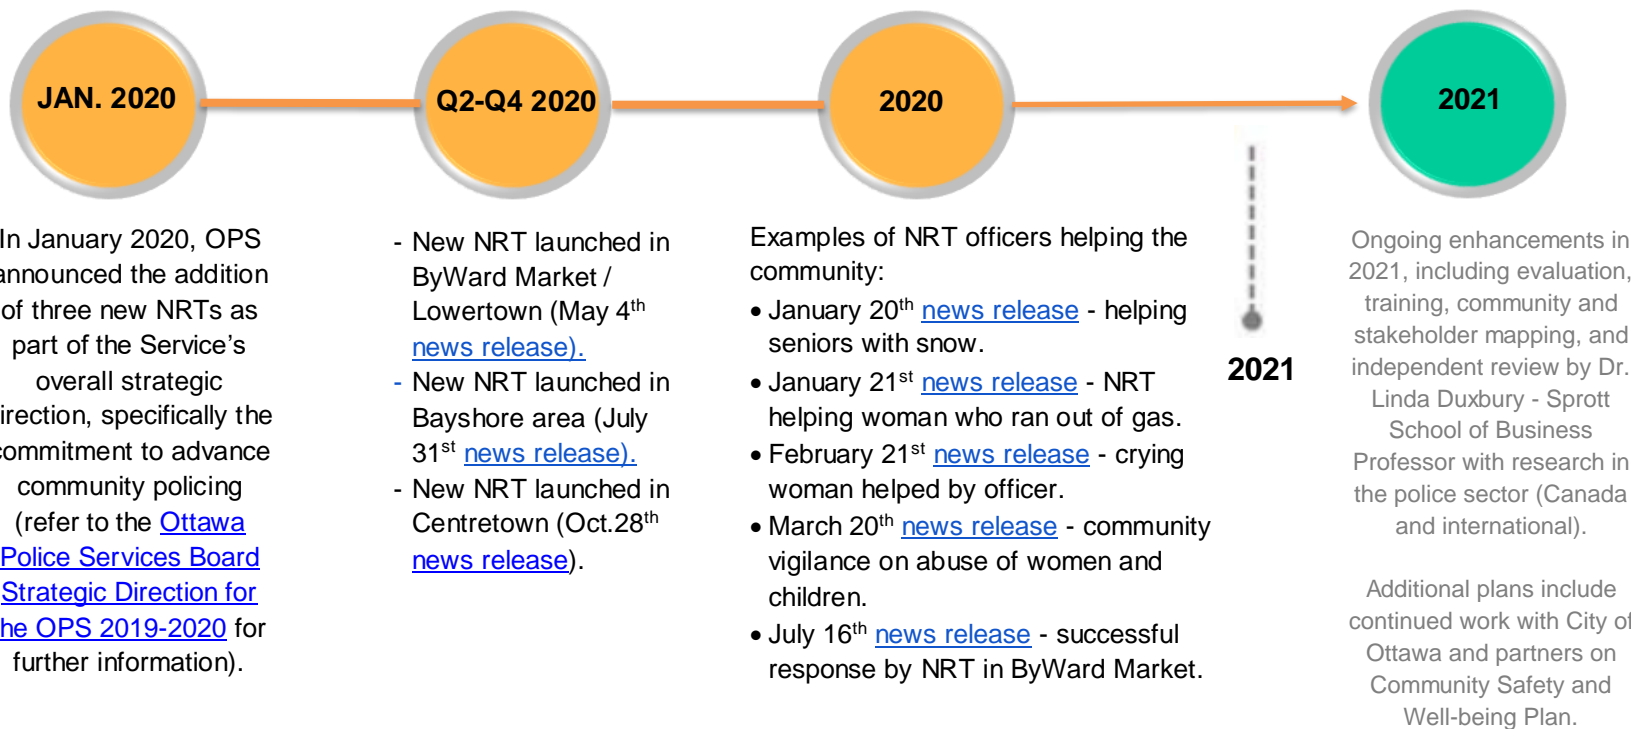 JAN. 2020
Q2-Q4 2020
2020
2021
In January 2020, OPS
announced the addition
of three new NRTs as
part of the Service's
overall strategic
irection, specifically the
commitment to advance
community policing
(refer to the Ottawa
Police Services Board
Strategic Direction for
he OPS 2019-2020 for
further information).
- New NRT launched in
ByWard Market /
Lowertown (May 4th
news release).
- New NRT launched in
Bayshore area (July
31st news release).
- New NRT launched in
Centretown (Oct.28th
news release).
Examples of NRT officers helping the
community:
• January 20th news release - helping
seniors with snow.
• January 21st news release - NRT
helping woman who ran out of gas.
• February 21st news release - crying
woman helped by officer.
• March 20th news release - community
vigilance on abuse of women and
children.
• July 16th news release - successful
response by NRT in ByWard Market.
2021
Ongoing enhancements in
2021, including evaluation,
training, community and
stakeholder mapping, and
independent review by Dr.
Linda Duxbury - Sprott
School of Business
Professor with research in
the police sector (Canada
and international).
Additional plans include
continued work with City of
Ottawa and partners on
Community Safety and
Well-being Plan.